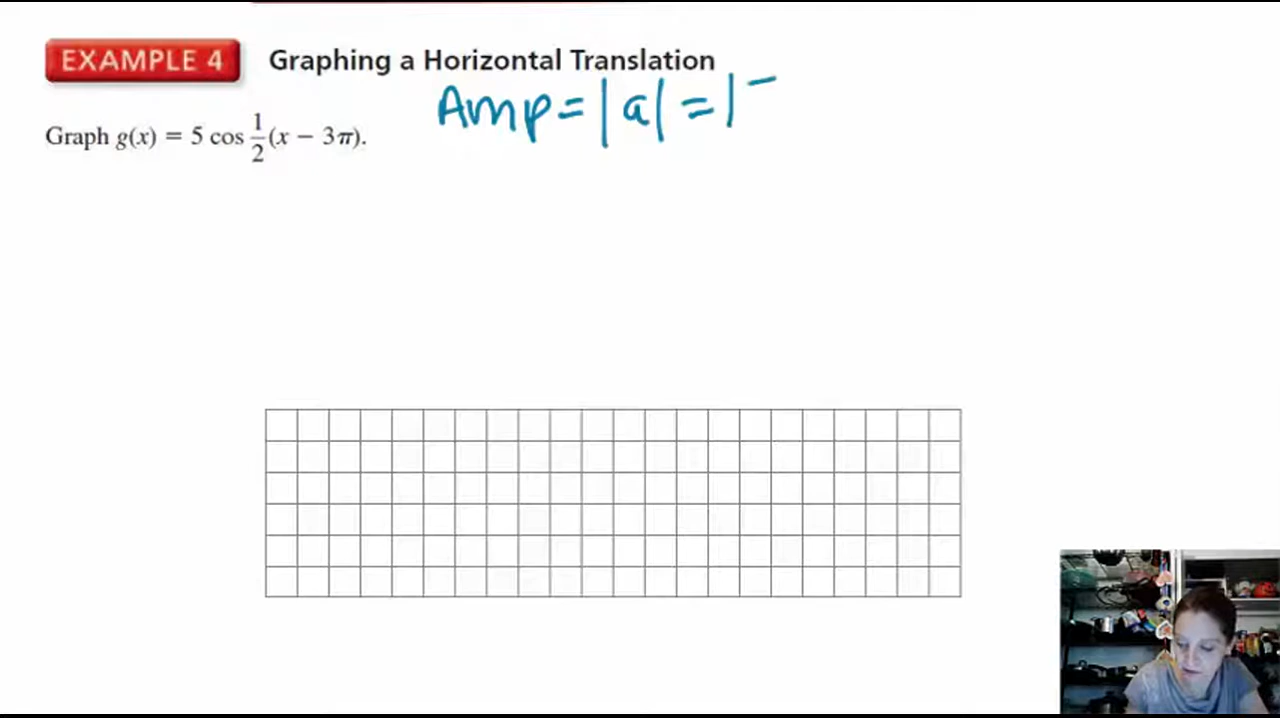 EXAMPLE 4 Graphing a Horizontal Translation
Amp = |a| = |
Graph g(x) = 5 cos 1/2 (x − 3π).